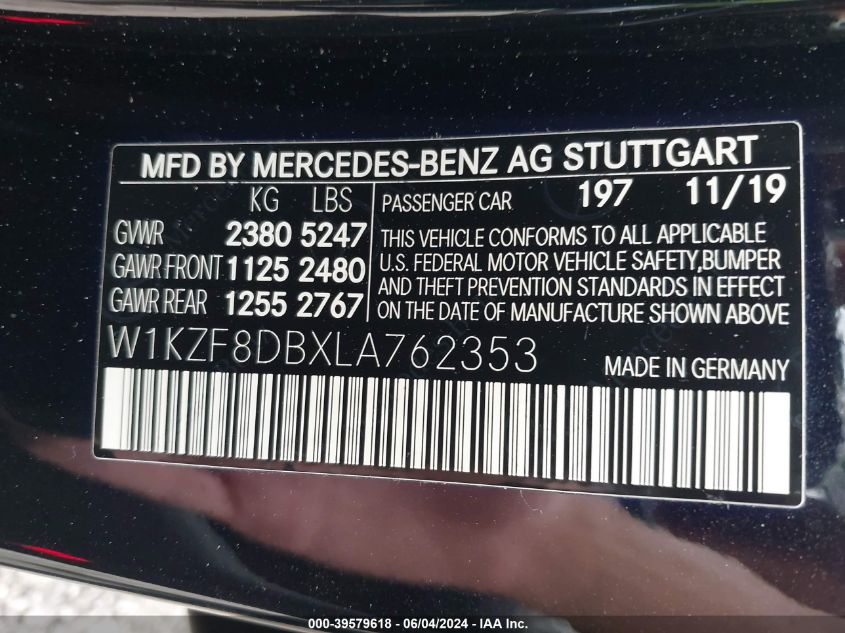 MFD BY MERCEDES-BENZ AG STUTTGART
KG LBS
GVWR 2380 5247
GAWR FRONT 1125 2480
GAWR REAR 1255 2767
PASSENGER CAR 197 11/19
THIS VEHICLE CONFORMS TO ALL APPLICABLE
U.S. FEDERAL MOTOR VEHICLE SAFETY,BUMPER
AND THEFT PREVENTION STANDARDS IN EFFECT
ON THE DATE OF MANUFACTURE SHOWN ABOVE
W1KZF8DBXLA762353
MADE IN GERMANY
000-39579618 - 06/04/2024 - IAA Inc.